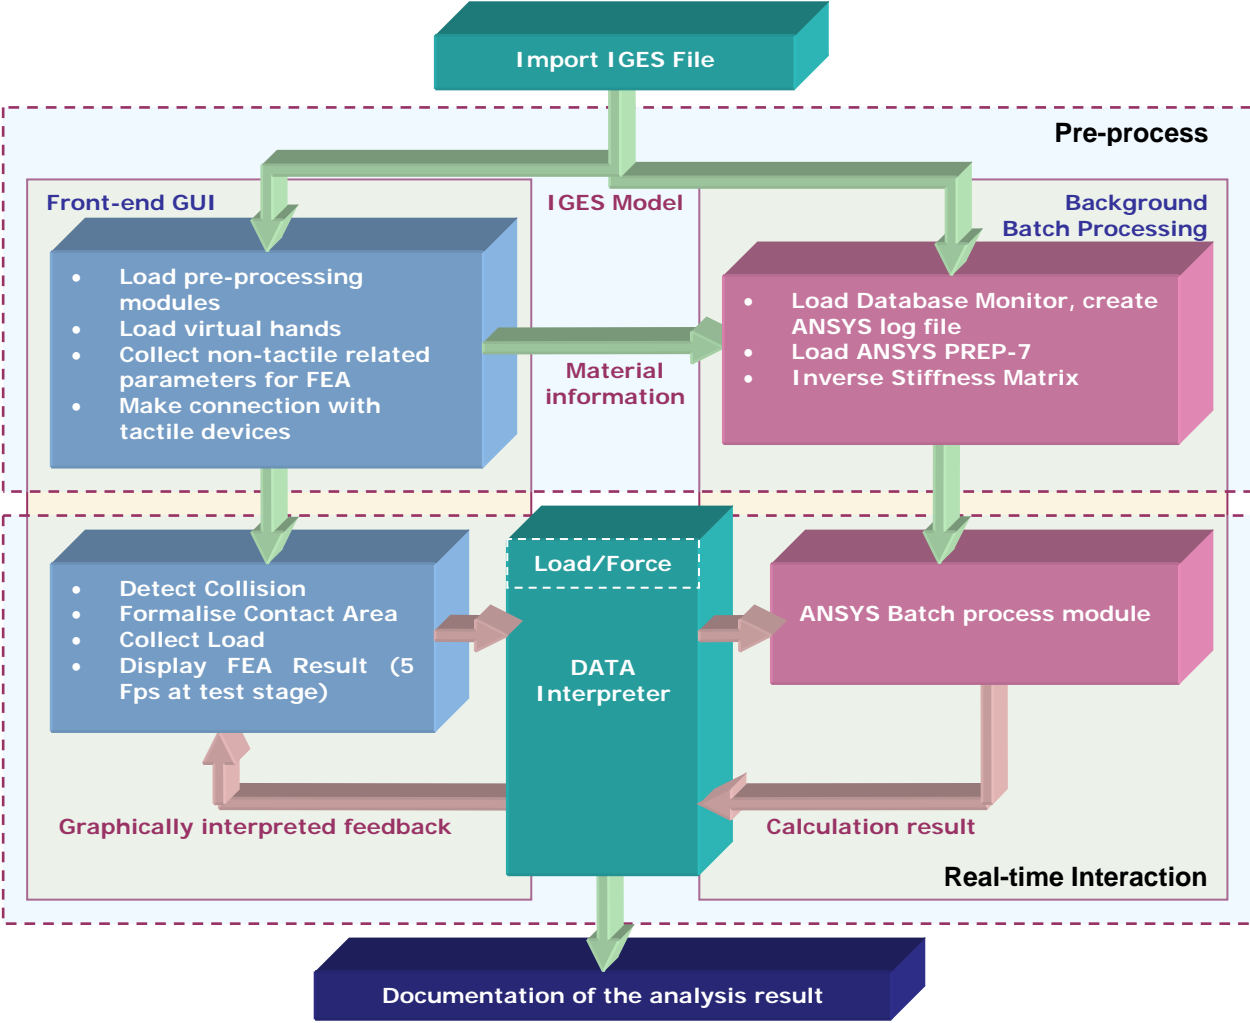 Import IGES File
Pre-process
Front-end GUI
IGES Model
Background
Batch Processing
• Load pre-processing
modules
• Load virtual hands
• Collect non-tactile related
parameters for FEA
• Make connection with
tactile devices
Material
information
• Load Database Monitor, create
ANSYS log file
• Load ANSYS PREP-7
• Inverse Stiffness Matrix
• Detect Collision
• Formalise Contact Area
• Collect Load
• Display FEA Result (5
Fps at test stage)
Load/Force
DATA
Interpreter
ANSYS Batch process module
Graphically interpreted feedback
Calculation result
Real-time Interaction
Documentation of the analysis result